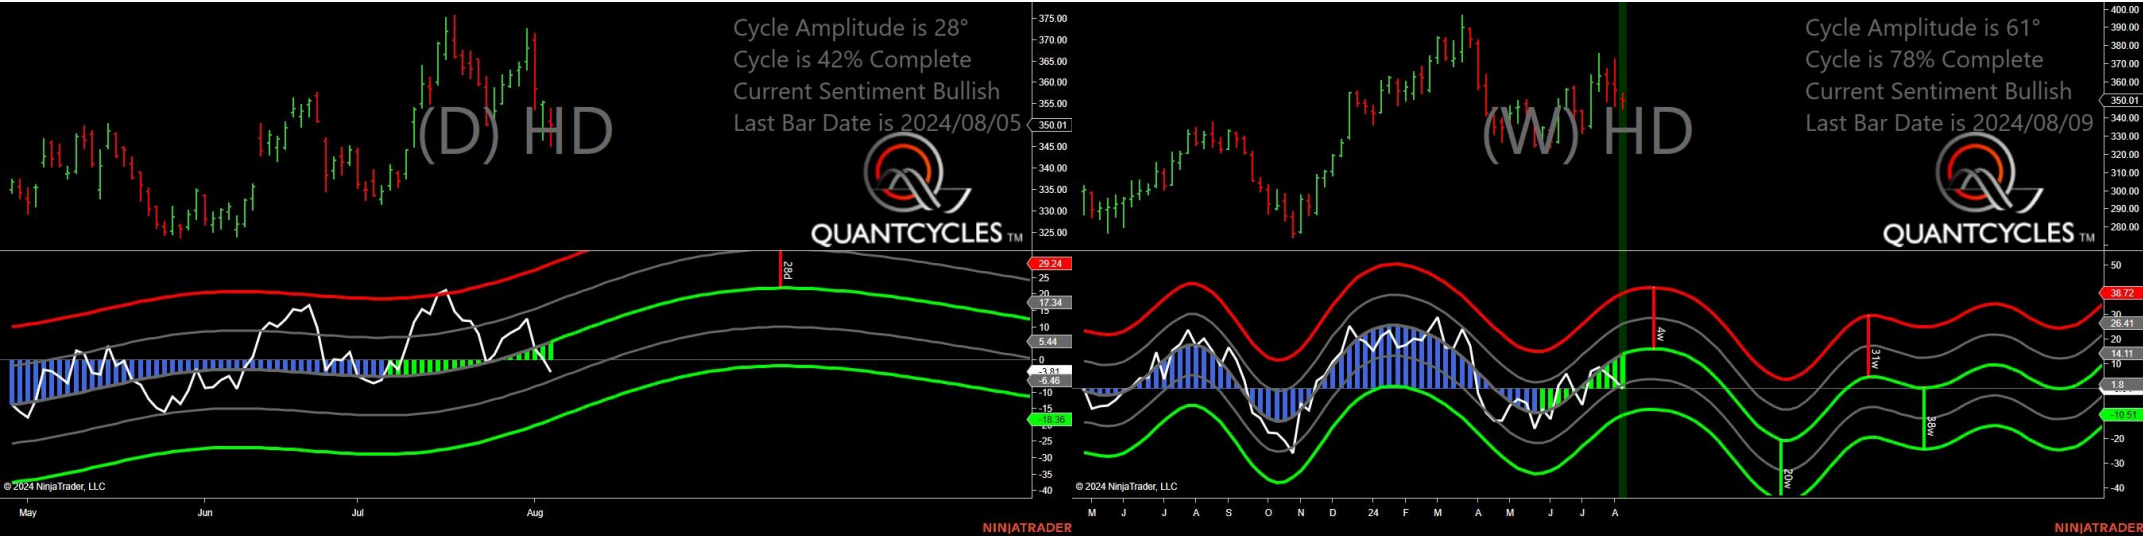 Cycle Amplitude is 28°
Cycle is 42% Complete
Current Sentiment Bullish
Last Bar Date is 2024/08/05
(D) HD
QUANTCYCLES TM
375.00
370.00
365.00
360.00
355.00
350.01
345.00
340.00
335.00
330.00
325.00
29.24
25
20
17.34
15
10
5.44
0
-3.81
-6.46
-10
-15
-18.36
-25
-30
-35
-40
28d
© 2024 NinjaTrader, LLC
May Jun Jul Aug
NINJATRADER
Cycle Amplitude is 61°
Cycle is 78% Complete
Current Sentiment Bullish
Last Bar Date is 2024/08/09
(W) HD
QUANTCYCLES TM
400.00
390.00
380.00
370.00
360.00
350.01
340.00
330.00
320.00
310.00
300.00
290.00
280.00
50
38.72
30
26.41
20
14.11
10
1.8
-10.51
-20
-30
-40
4w
31w
38w
20w
© 2024 NinjaTrader, LLC
M J J A S O N D 24 F M A M J J A
NINJATRADER